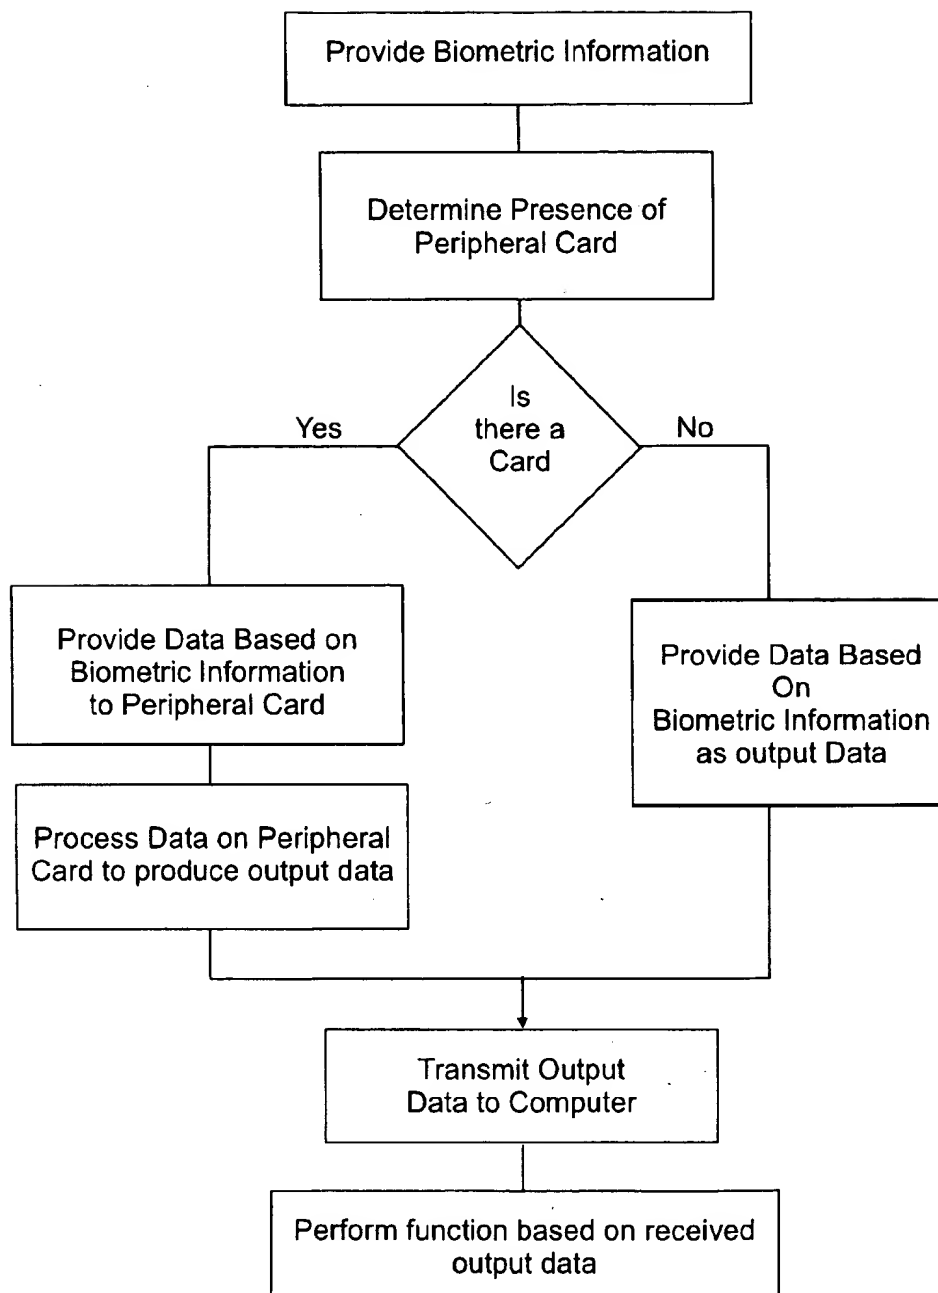 Provide Biometric Information
Determine Presence of
Peripheral Card
Is
there a
Card
Yes
No
Provide Data Based on
Biometric Information
to Peripheral Card
Provide Data Based
On
Biometric Information
as output Data
Process Data on Peripheral
Card to produce output data
Transmit Output
Data to Computer
Perform function based on received
output data